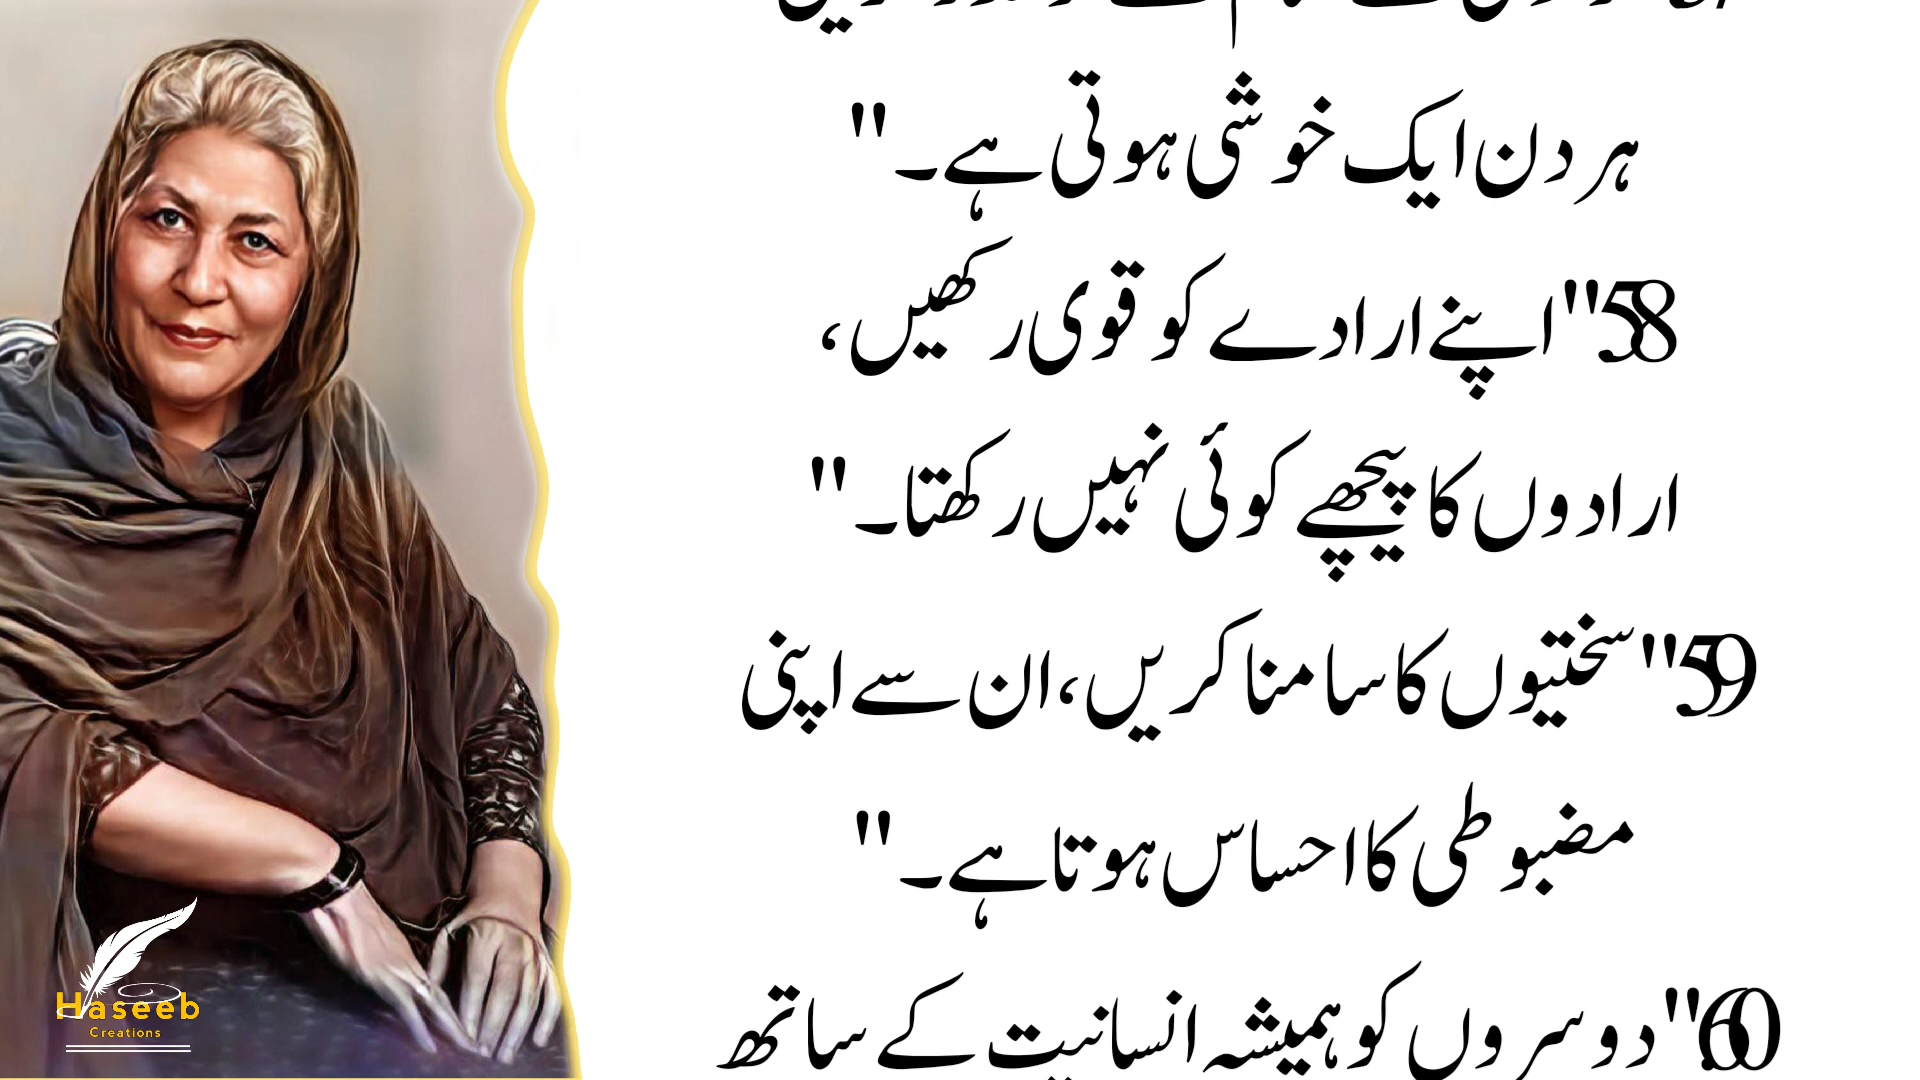 ہر دن ایک خوشی ہوتی ہے۔"
58"اپنے ارادے کو قوی رکھیں،
ارادوں کا پیچھے کوئی نہیں رکھتا۔"
59"سختیوں کا سامنا کریں، ان سے اپنی
مضبوطی کا احساس ہوتا ہے۔"
60"دوسروں کو ہمیشہ انسانیت کے ساتھ
Haseeb
Creations